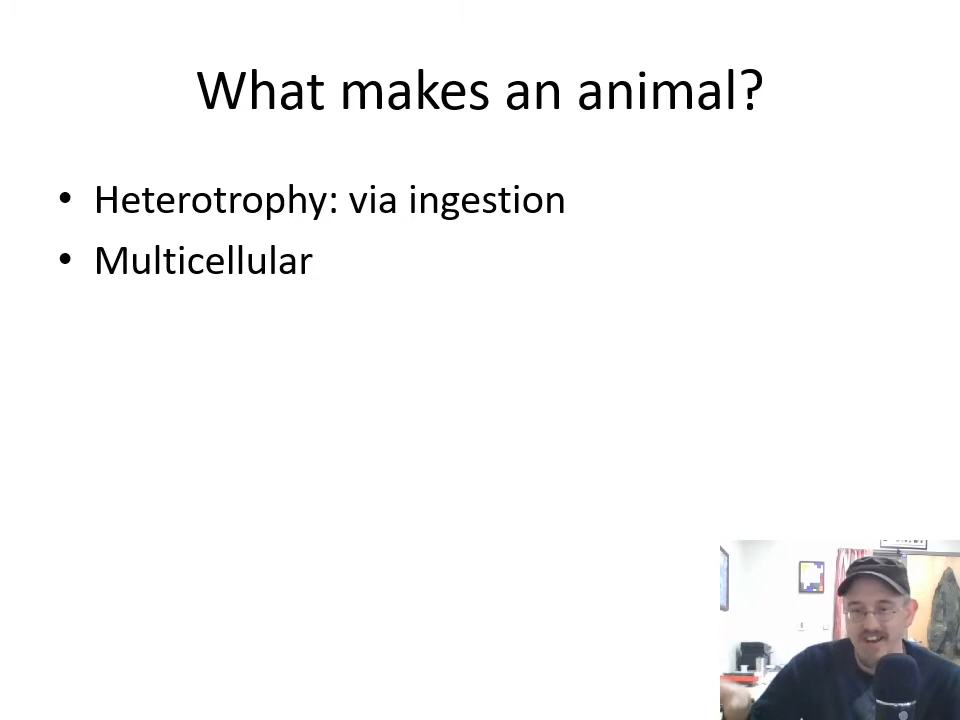 What makes an animal?
• Heterotrophy: via ingestion
• Multicellular